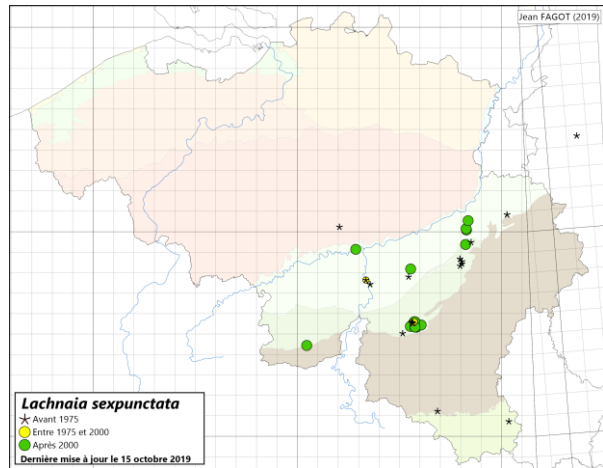 Jean FAGOT (2019)
Lachnaia sexpunctata
Avant 1975
Entre 1975 et 2000
Après 2000
Dernière mise à jour le 15 octobre 2019